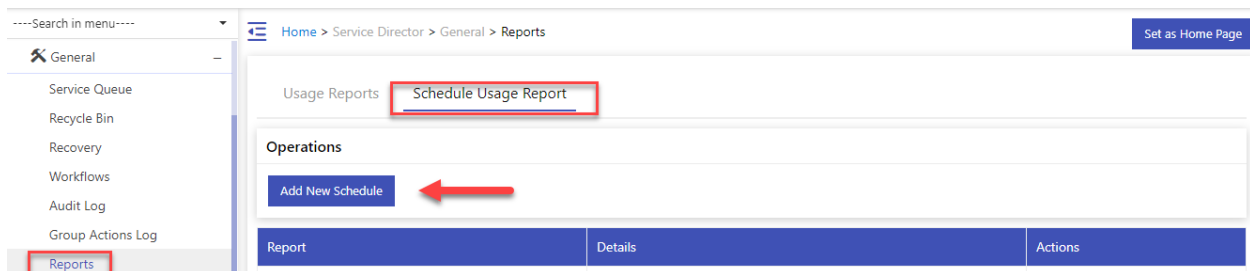 ----Search in menu----
Home > Service Director > General > Reports
Set as Home Page
General
Service Queue
Recycle Bin
Recovery
Workflows
Audit Log
Group Actions Log
Reports
Usage Reports
Schedule Usage Report
Operations
Add New Schedule
Report Details Actions